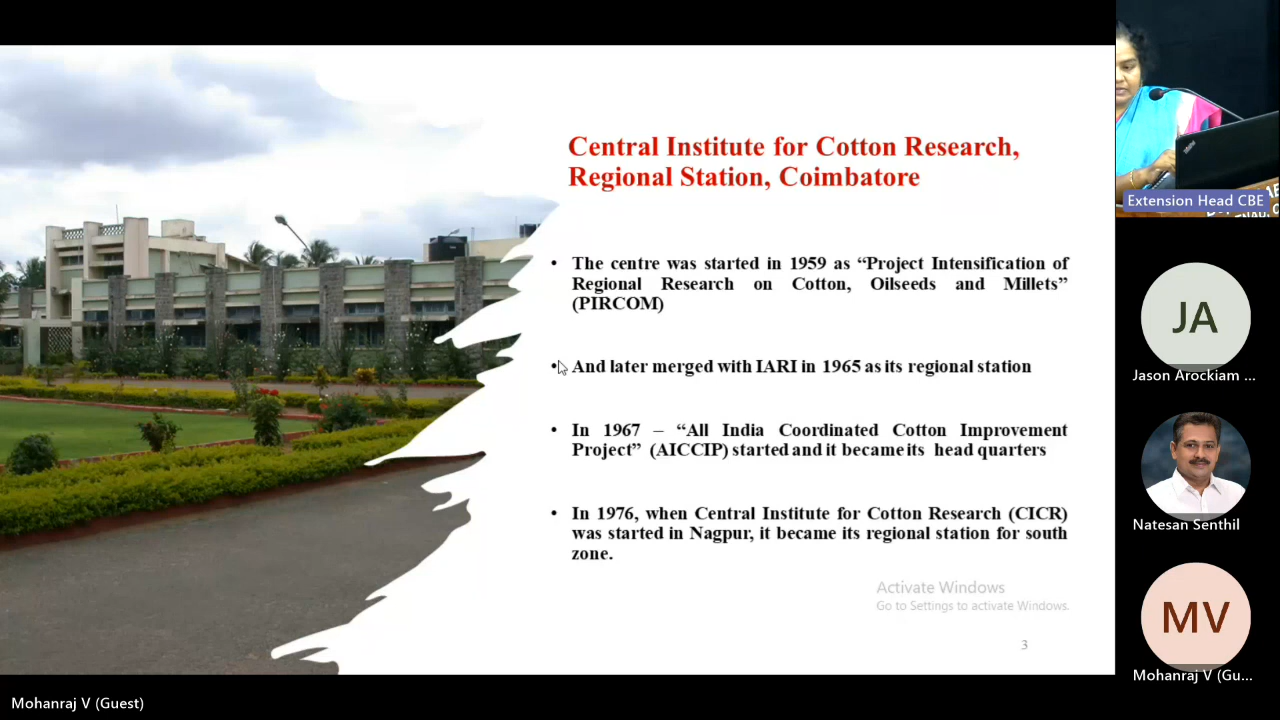 Central Institute for Cotton Research,
Regional Station, Coimbatore
• The centre was started in 1959 as “Project Intensification of
Regional Research on Cotton, Oilseeds and Millets”
(PIRCOM)
• And later merged with IARI in 1965 as its regional station
• In 1967 – “All India Coordinated Cotton Improvement
Project” (AICCIP) started and it became its head quarters
• In 1976, when Central Institute for Cotton Research (CICR)
was started in Nagpur, it became its regional station for south
zone.
Activate Windows
Go to Settings to activate Windows.
3
Extension Head CBE
JA
Jason Arockiam ...
Natesan Senthil
MV
Mohanraj V (Gu...
Mohanraj V (Guest)